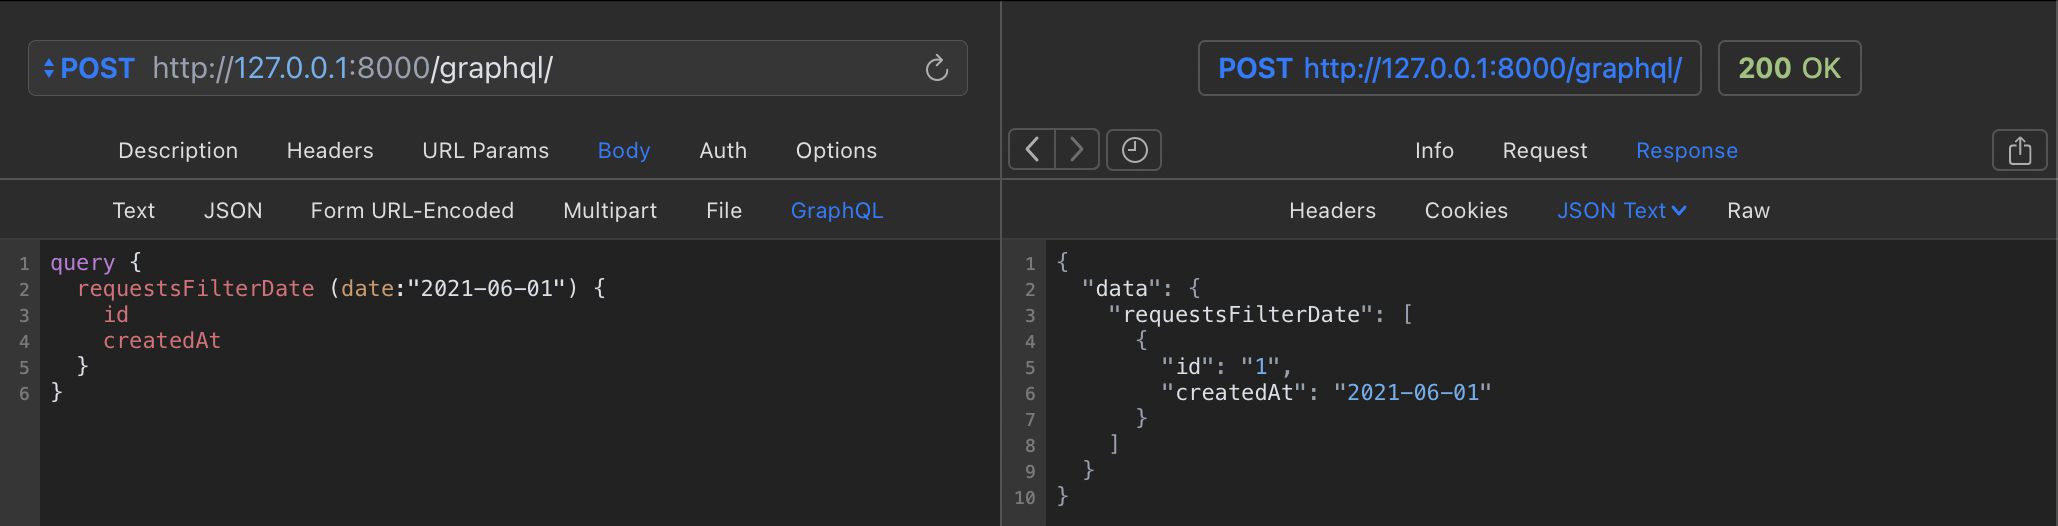 POST http://127.0.0.1:8000/graphql/
Description Headers URL Params Body Auth Options
Text JSON Form URL-Encoded Multipart File GraphQL
1 query {
2   requestsFilterDate (date:"2021-06-01") {
3     id
4     createdAt
5   }
6 }
POST http://127.0.0.1:8000/graphql/ 200 OK
Info Request Response
Headers Cookies JSON Text Raw
1 {
2   "data": {
3     "requestsFilterDate": [
4       {
5         "id": "1",
6         "createdAt": "2021-06-01"
7       }
8     ]
9   }
10 }